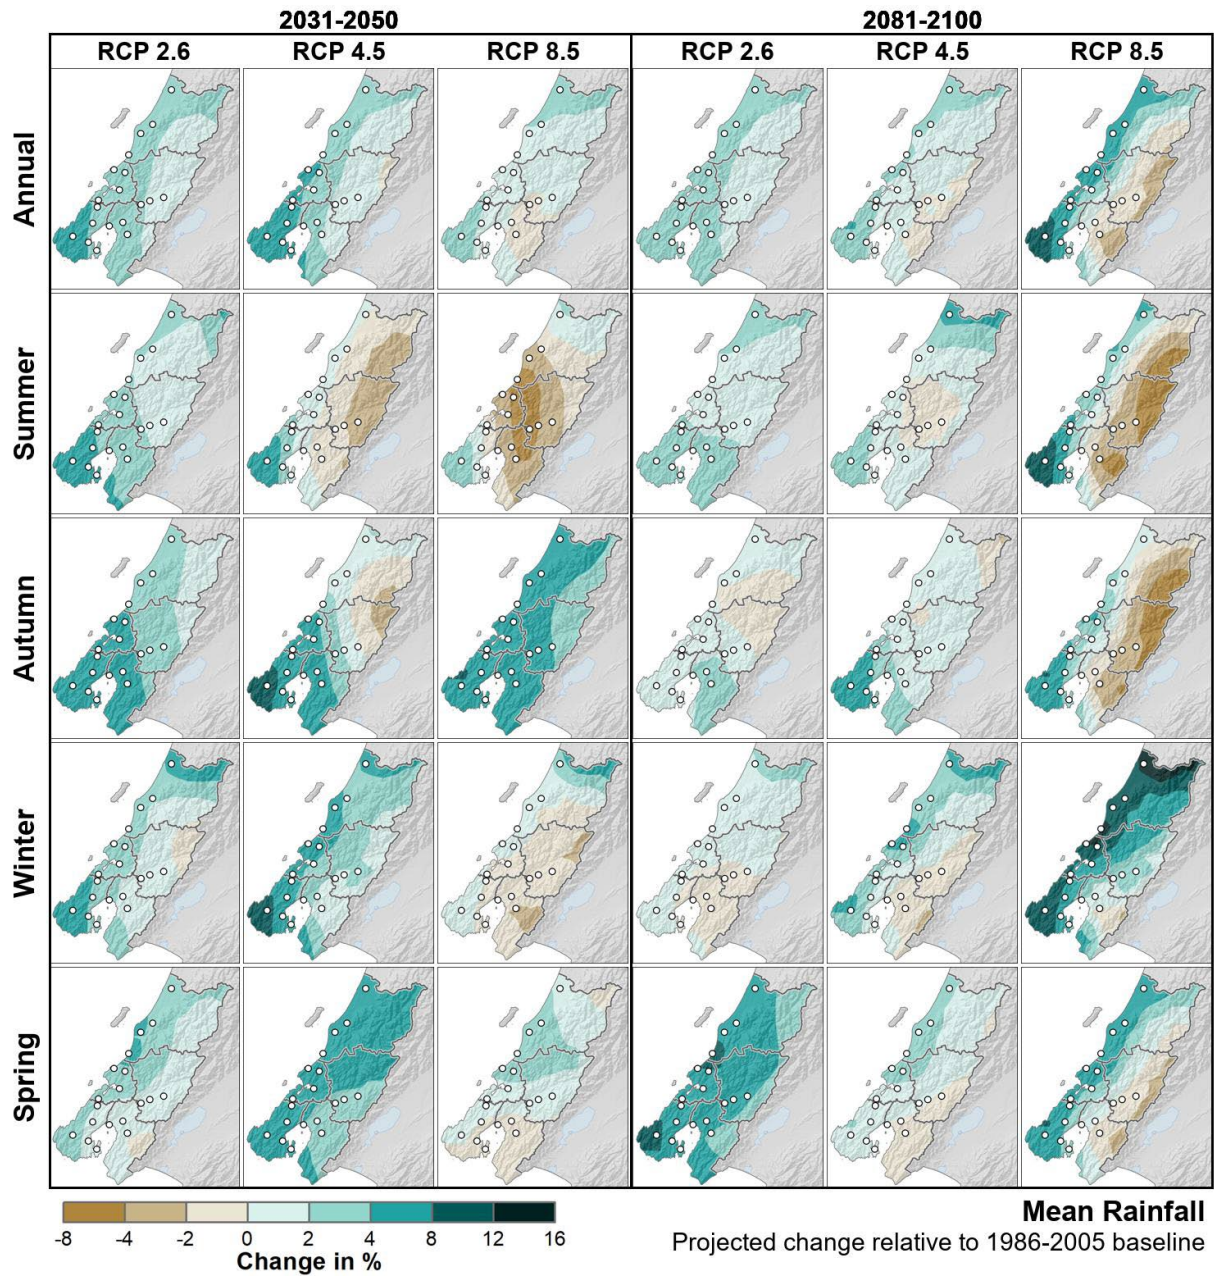 2031-2050
2081-2100
RCP 2.6
RCP 4.5
RCP 8.5
RCP 2.6
RCP 4.5
RCP 8.5
Annual
Summer
Autumn
Winter
Spring
-8 -4 -2 0 2 4 8 12 16
Change in %
Mean Rainfall
Projected change relative to 1986-2005 baseline